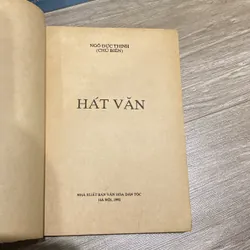 NGÔ ĐỨC THỊNH
(CHỦ BIÊN)
HÁT VĂN
NHÀ XUẤT BẢN VĂN HÓA DÂN TỘC
HÀ NỘI, 1992